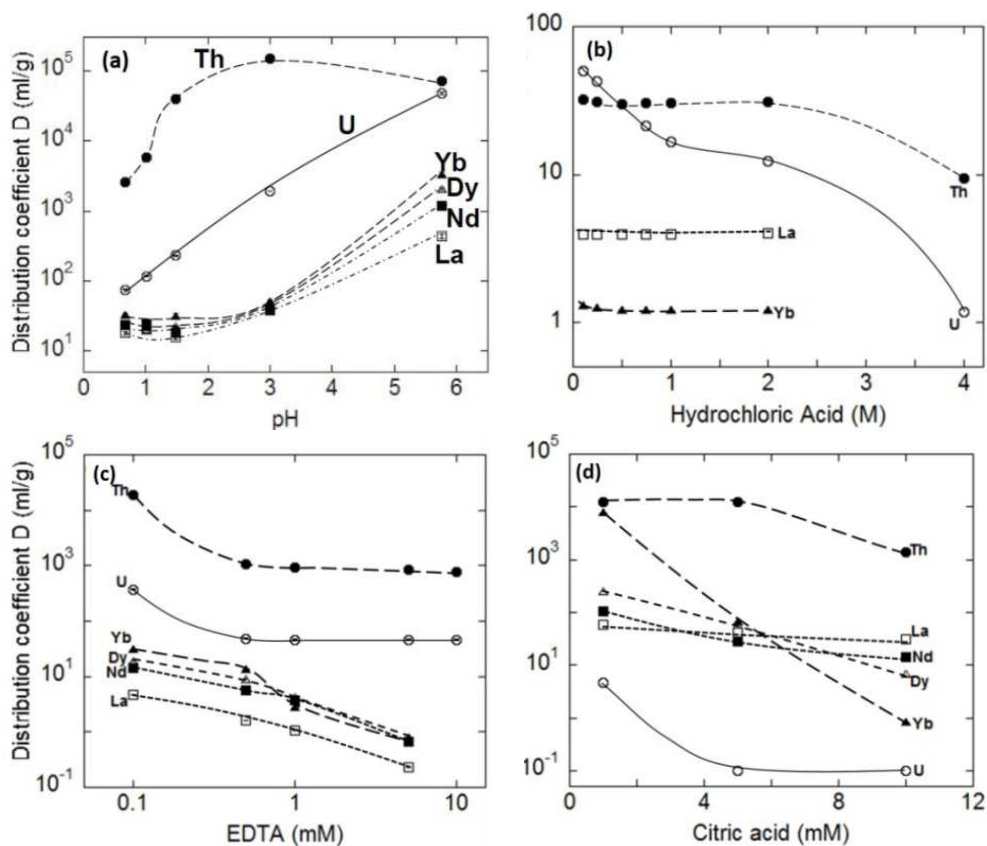 (a)
Distribution coefficient D (ml/g)
10^5
10^4
10^3
10^2
10^1
Th
U
Yb
Dy
Nd
La
0 1 2 3 4 5 6
pH
(b)
100
10
1
Th
La
Yb
U
0 1 2 3 4
Hydrochloric Acid (M)
(c)
Distribution coefficient D (ml/g)
10^5
10^3
10^1
10^-1
Th
U
Yb
Dy
Nd
La
0.1 1 10
EDTA (mM)
(d)
10^5
10^3
10^1
10^-1
Th
La
Nd
Dy
Yb
U
0 4 8 12
Citric acid (mM)